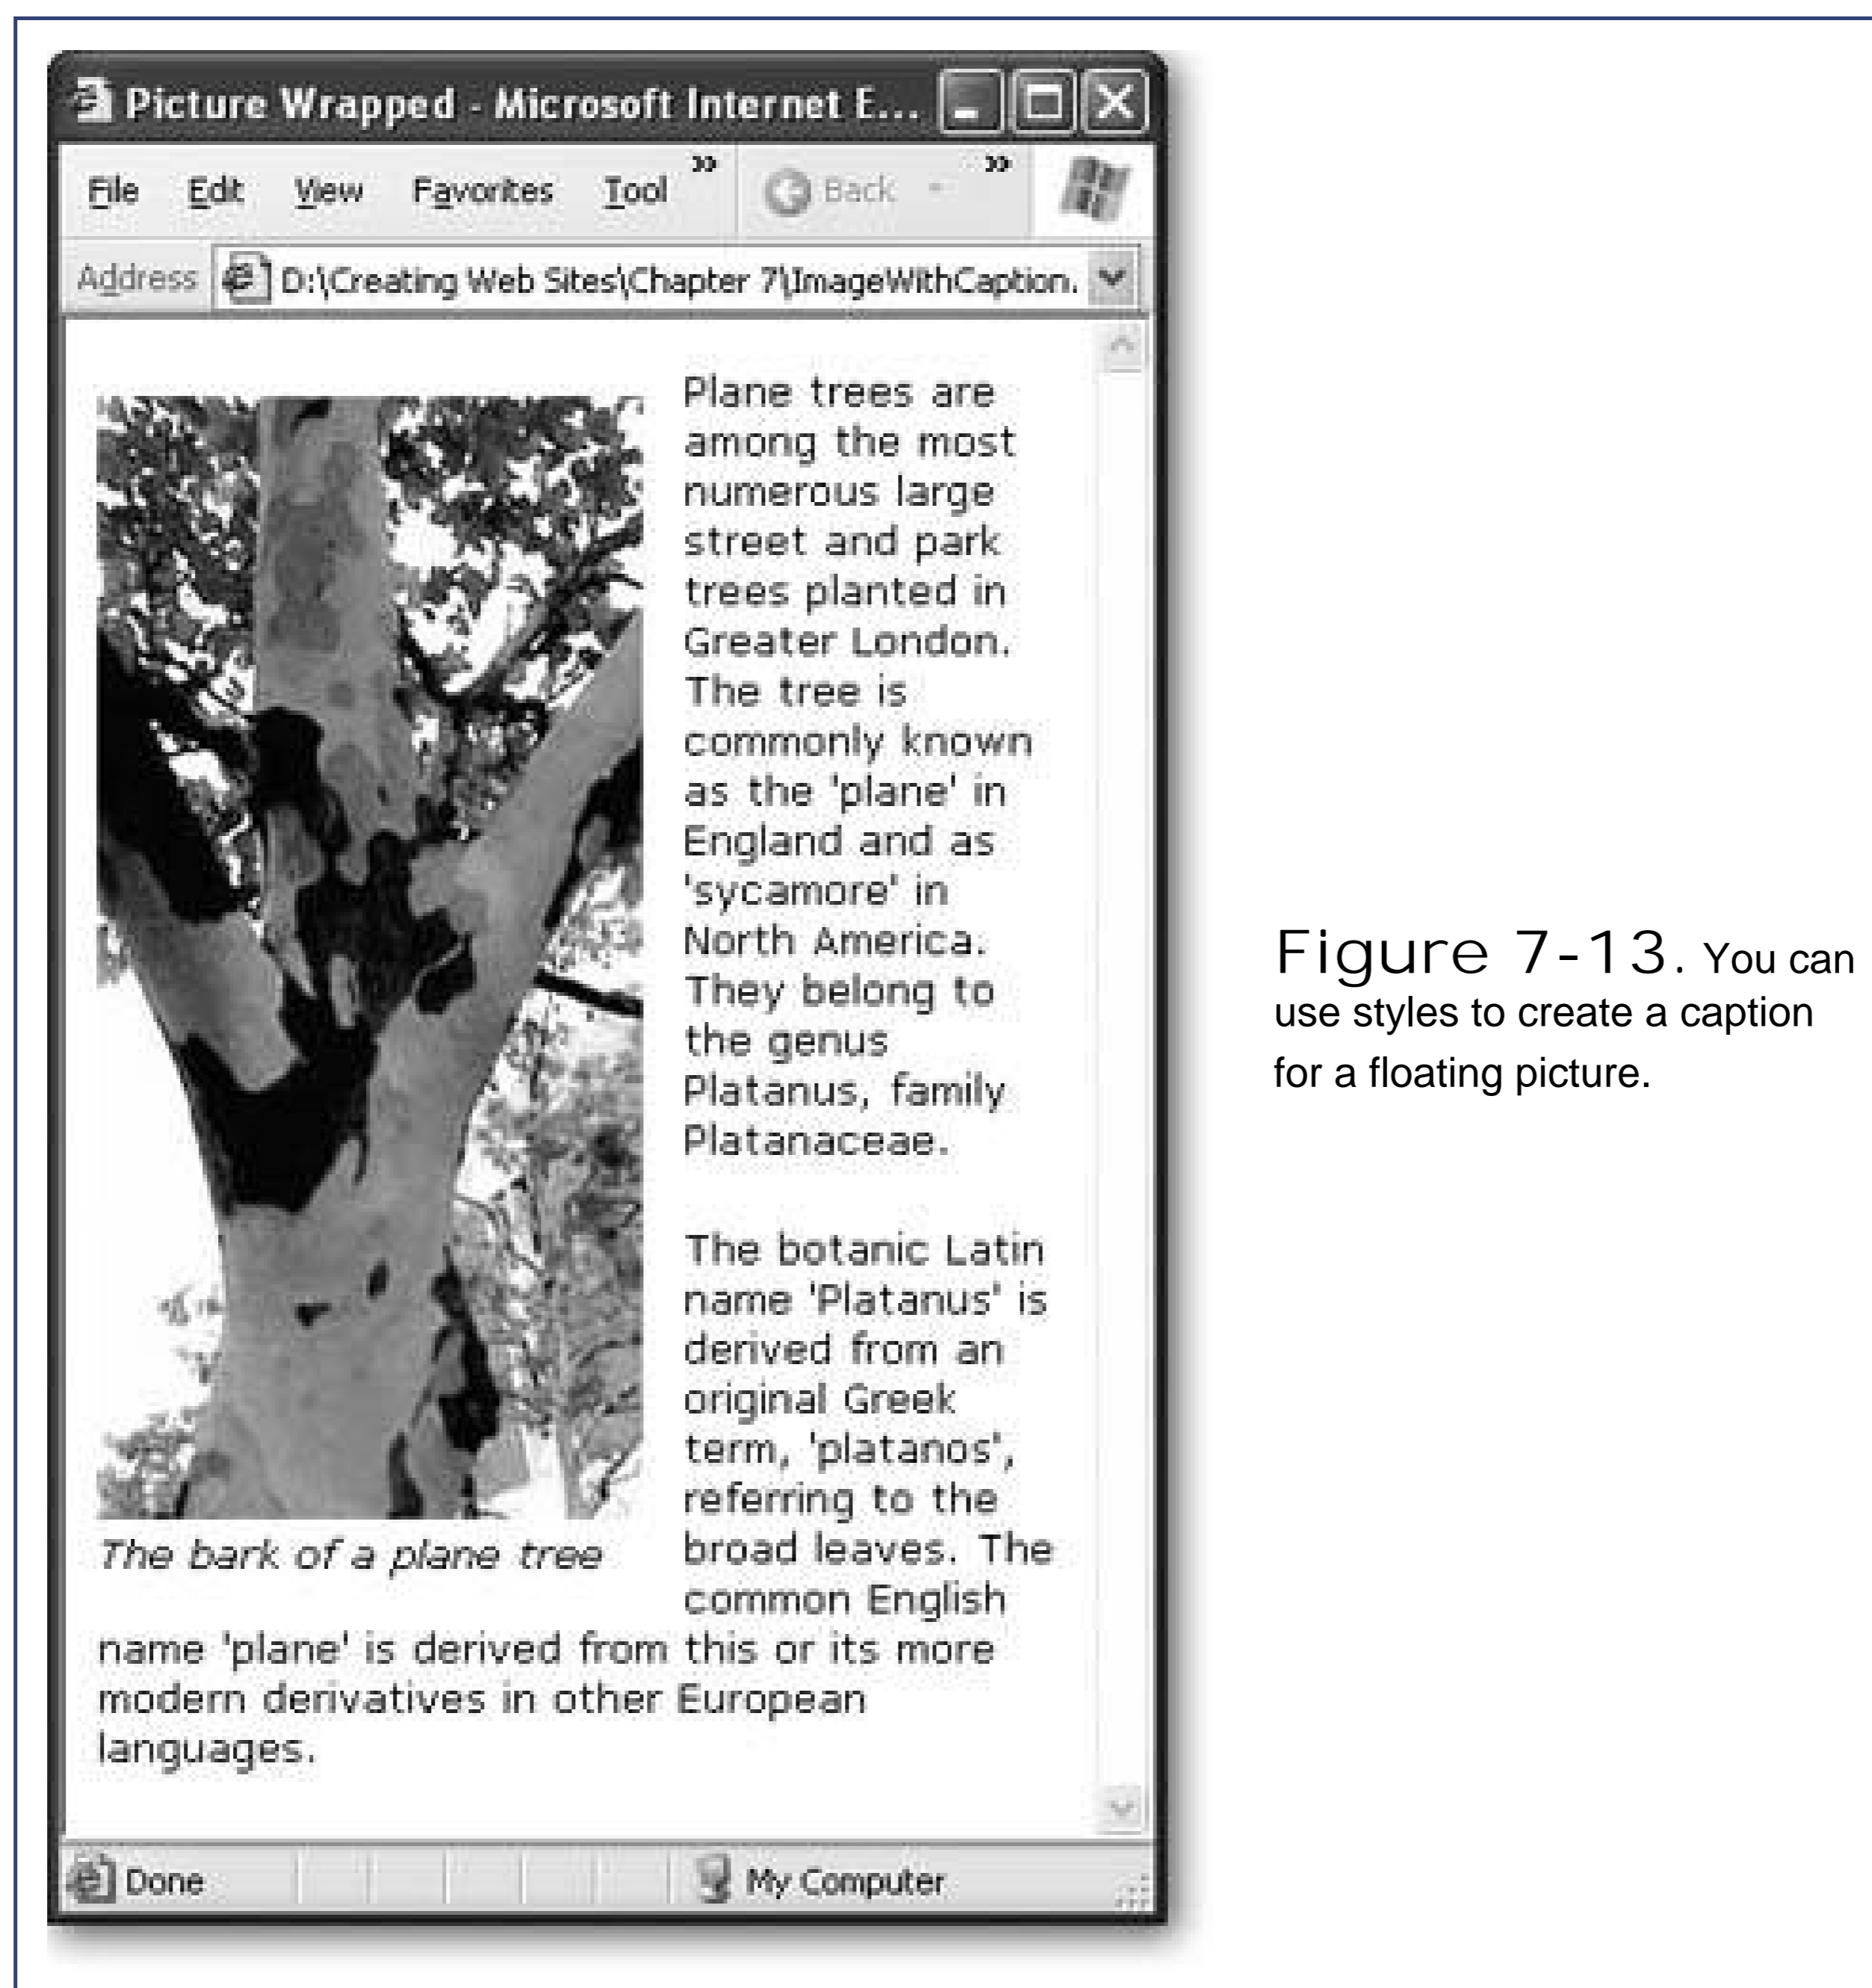 Picture Wrapped - Microsoft Internet E...
File Edit View Favorites Tool » Back »
Address D:\Creating Web Sites\Chapter 7\ImageWithCaption.
Plane trees are
among the most
numerous large
street and park
trees planted in
Greater London.
The tree is
commonly known
as the 'plane' in
England and as
'sycamore' in
North America.
They belong to
the genus
Platanus, family
Platanaceae.
The botanic Latin
name 'Platanus' is
derived from an
original Greek
term, 'platanos',
referring to the
broad leaves. The
common English
name 'plane' is derived from this or its more
modern derivatives in other European
languages.
The bark of a plane tree
Done My Computer
Figure 7-13. You can
use styles to create a caption
for a floating picture.